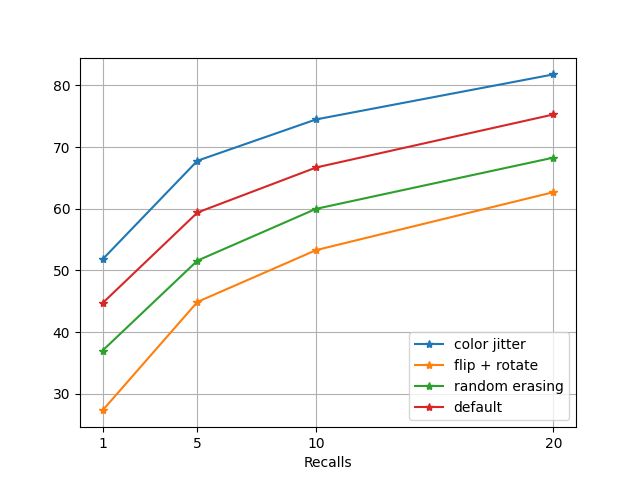 80
70
60
50
40
30
color jitter
flip + rotate
random erasing
default
1 5 10 20
Recalls